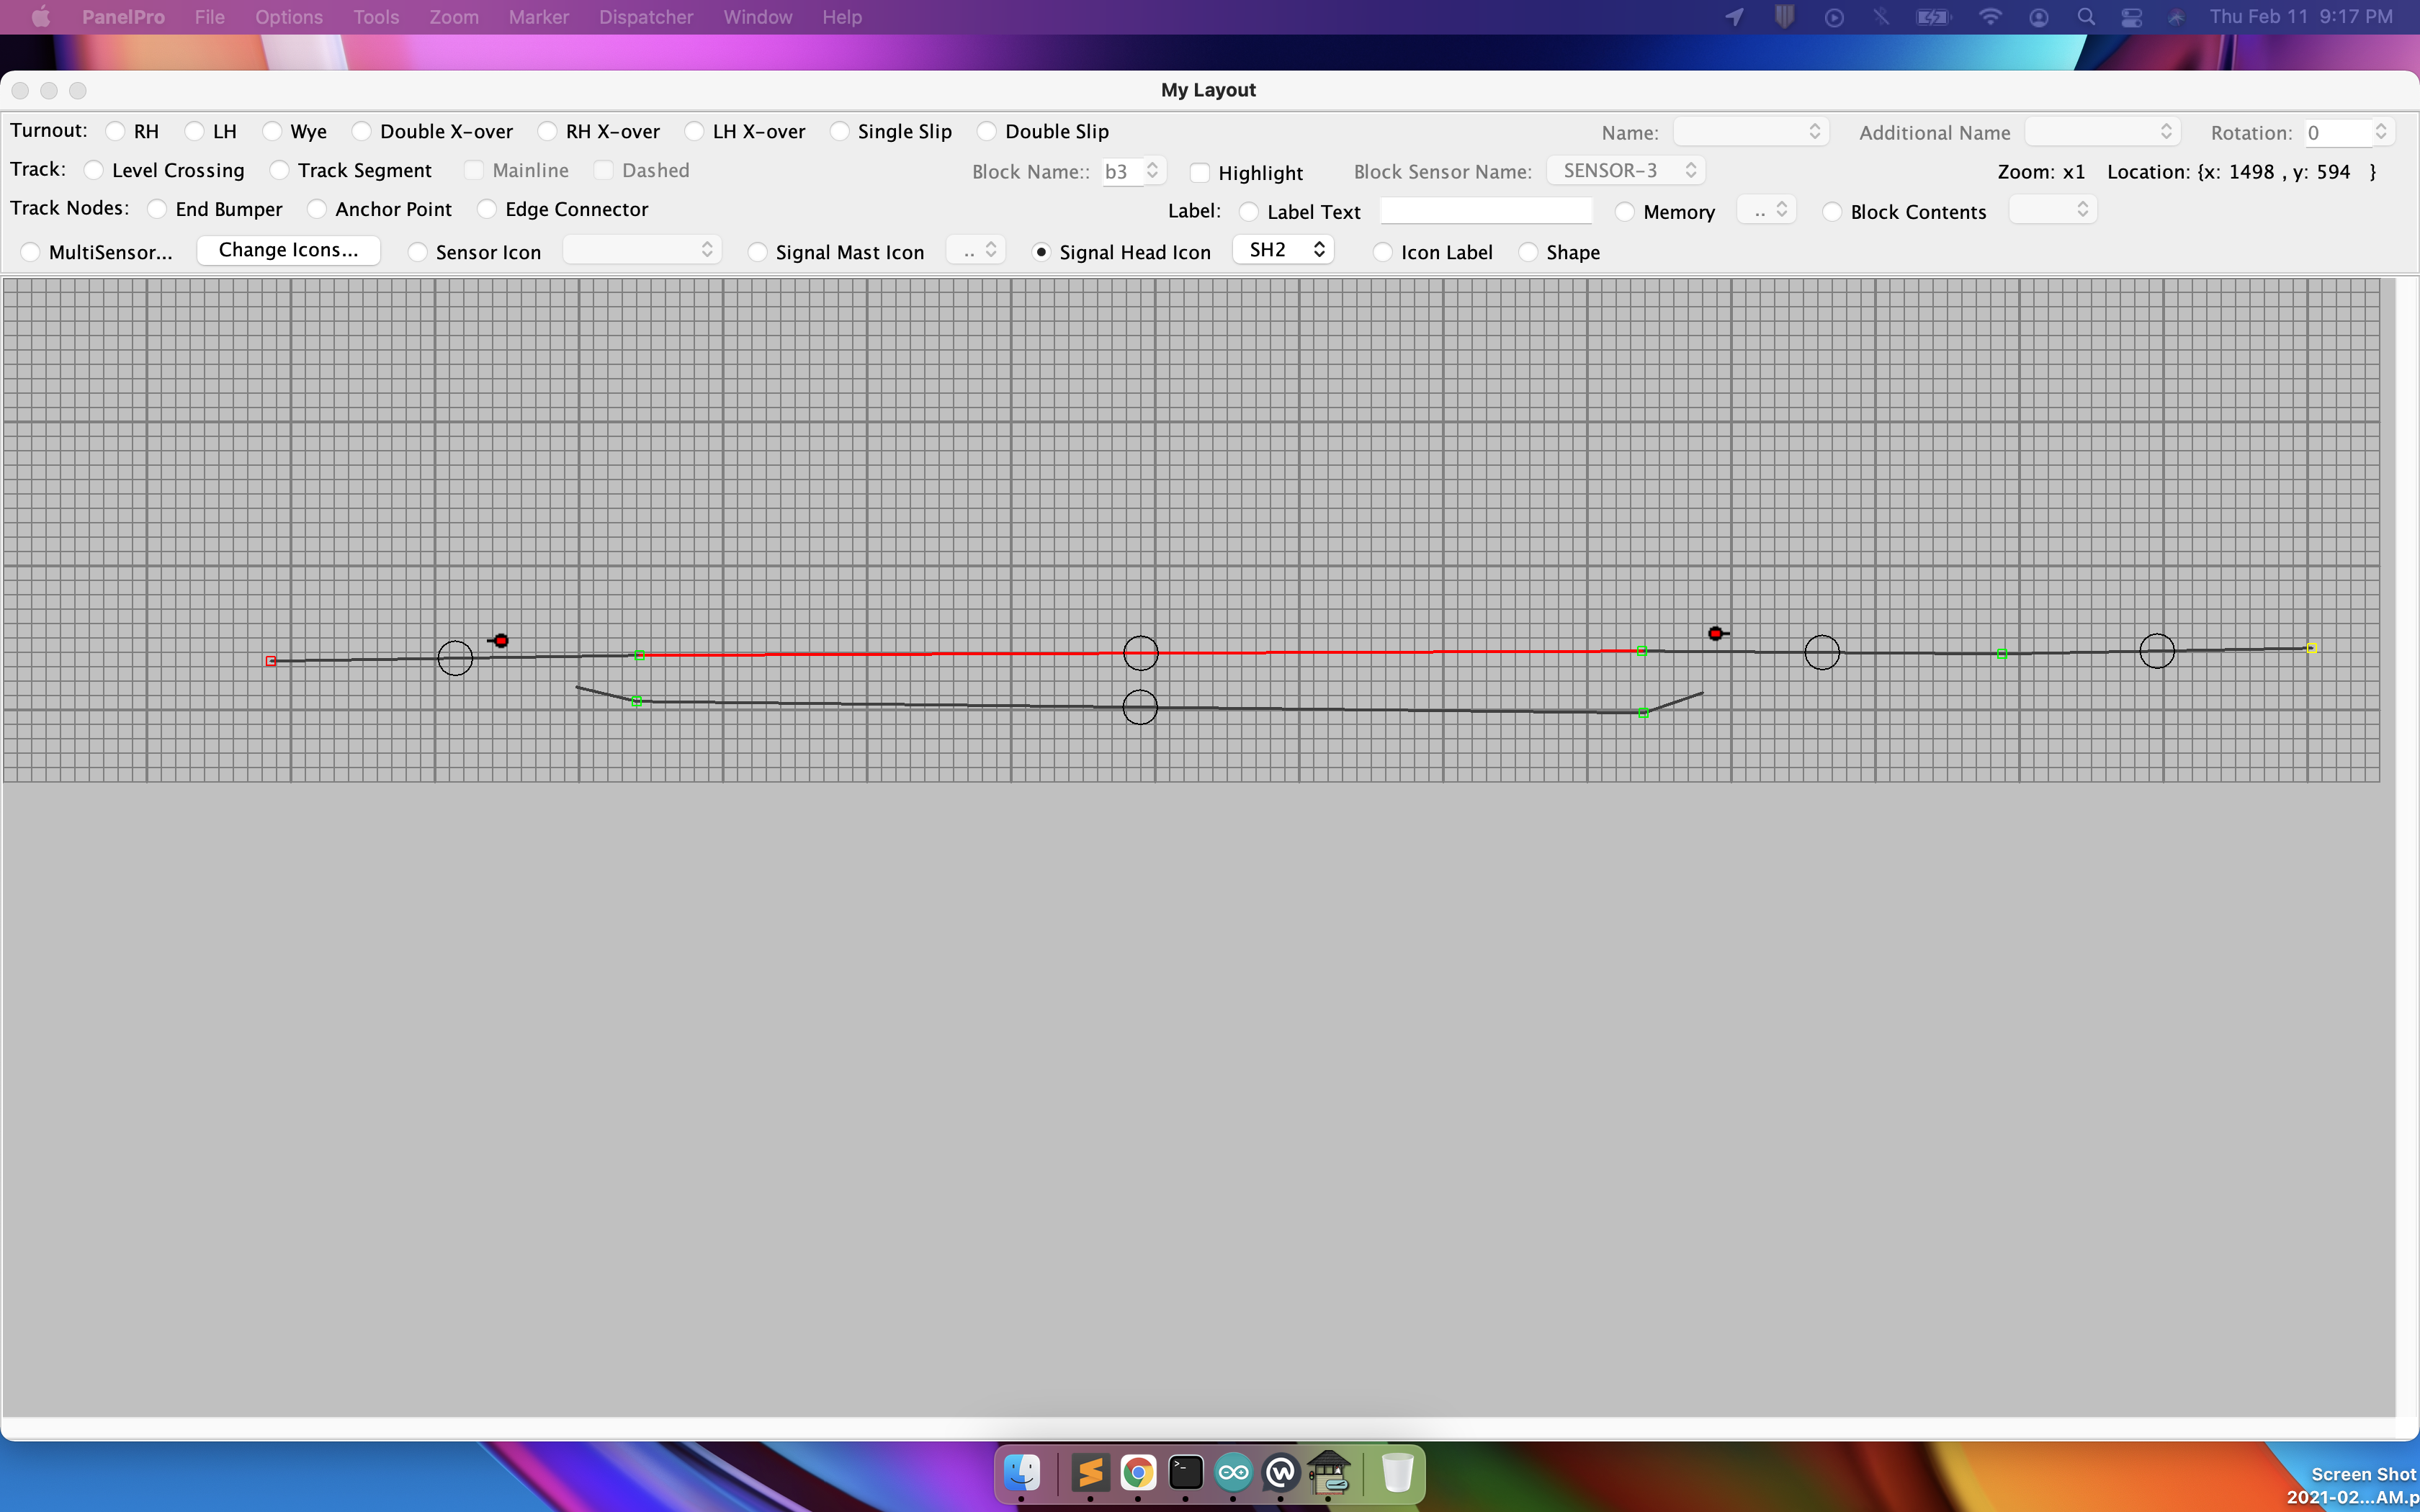 PanelPro File Options Tools Zoom Marker Dispatcher Window Help Thu Feb 11 9:17 PM
My Layout
Turnout: RH LH Wye Double X-over RH X-over LH X-over Single Slip Double Slip Name: Additional Name Rotation: 0
Track: Level Crossing Track Segment Mainline Dashed Block Name:: b3 Highlight Block Sensor Name: SENSOR-3 Zoom: x1 Location: {x: 1498 , y: 594 }
Track Nodes: End Bumper Anchor Point Edge Connector Label: Label Text Memory .. Block Contents
MultiSensor... Change Icons... Sensor Icon Signal Mast Icon .. Signal Head Icon SH2 Icon Label Shape
Screen Shot
2021-02...AM.p